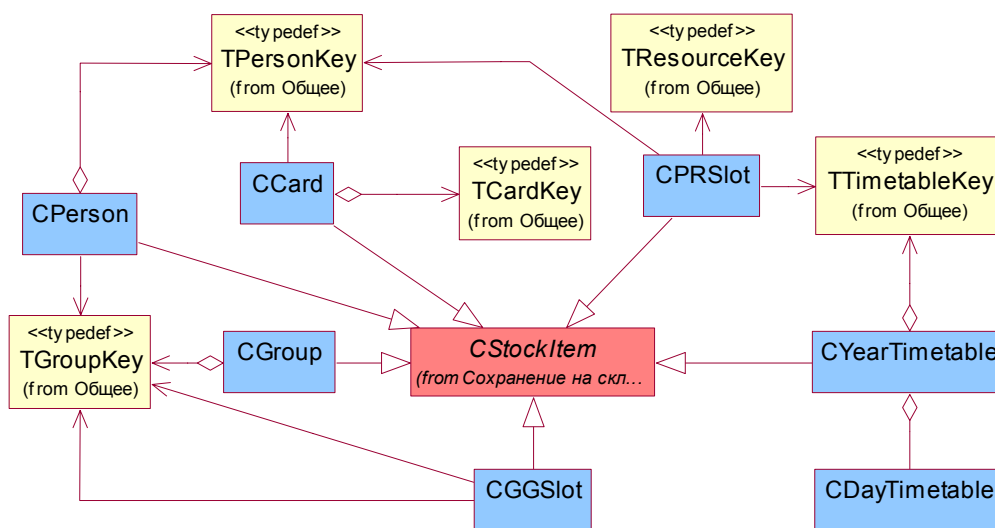 <<typedef>>
TPersonKey
(from Общее)
<<typedef>>
TResourceKey
(from Общее)
CCard
<<typedef>>
TCardKey
(from Общее)
CPRSlot
<<typedef>>
TTimetableKey
(from Общее)
CPerson
<<typedef>>
TGroupKey
(from Общее)
CGroup
CStockItem
(from Сохранение на скл...
CYearTimetable
CGGSlot
CDayTimetable